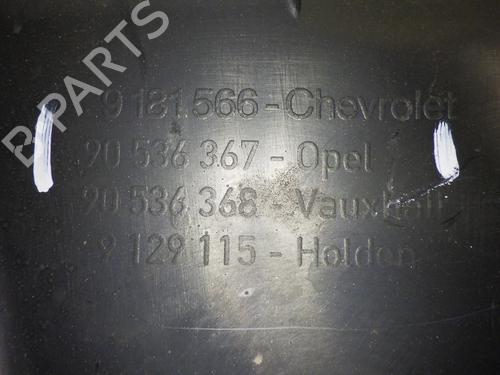 B-PARTS
9 181 566 - Chevrolet
90 536 367 - Opel
90 536 368 - Vauxhall
9 129 115 - Holden